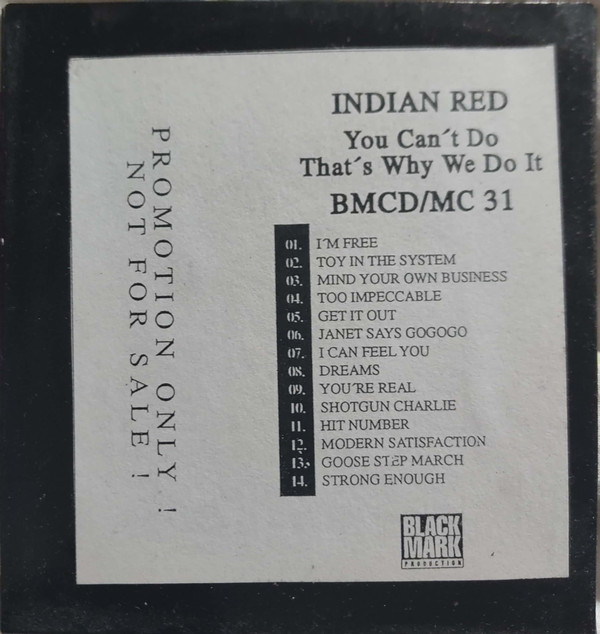 INDIAN RED
You Can´t Do
That´s Why We Do It
BMCD/MC 31
01. I´M FREE
02. TOY IN THE SYSTEM
03. MIND YOUR OWN BUSINESS
04. TOO IMPECCABLE
05. GET IT OUT
06. JANET SAYS GOGOGO
07. I CAN FEEL YOU
08. DREAMS
09. YOU´RE REAL
10. SHOTGUN CHARLIE
11. HIT NUMBER
12. MODERN SATISFACTION
13. GOOSE STEP MARCH
14. STRONG ENOUGH
PROMOTION ONLY !
NOT FOR SALE !
BLACK
MARK
PRODUCTION